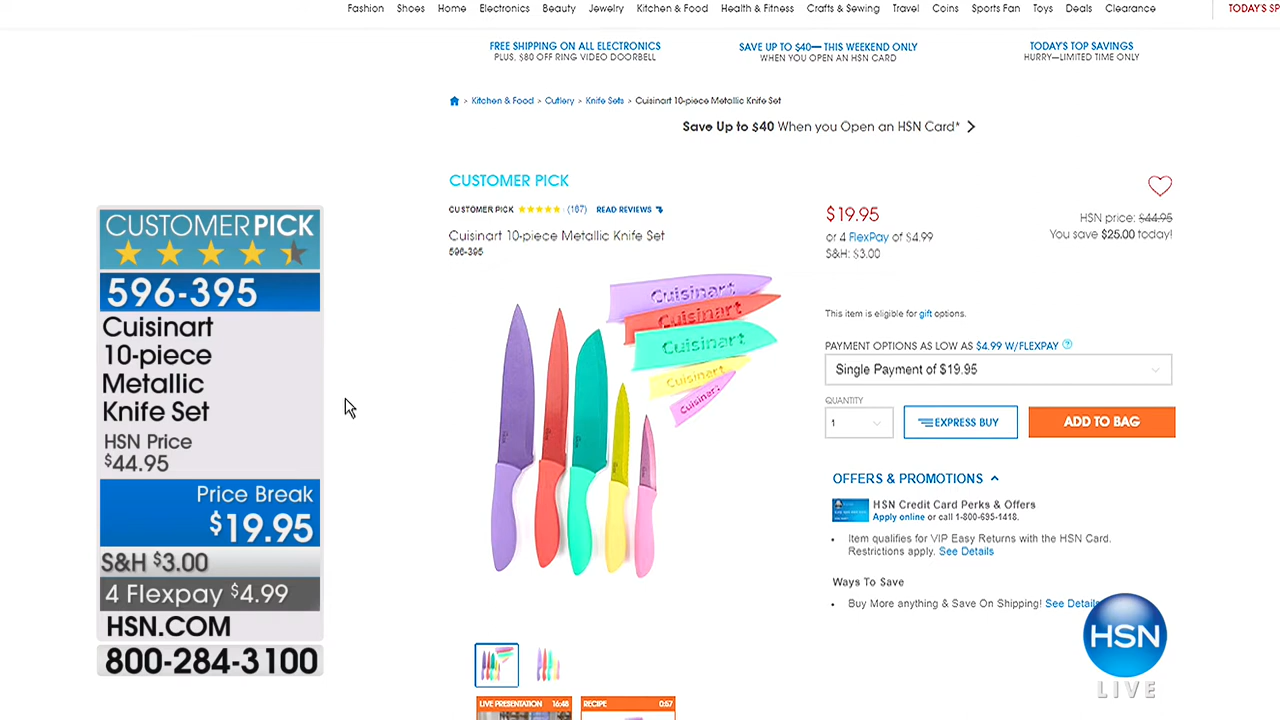 Fashion Shoes Home Electronics Beauty Jewelry Kitchen & Food Health & Fitness Crafts & Sewing Travel Coins Sports Fan Toys Deals Clearance TODAY'S SP
FREE SHIPPING ON ALL ELECTRONICS
PLUS, $80 OFF RING VIDEO DOORBELL
SAVE UP TO $40— THIS WEEKEND ONLY
WHEN YOU OPEN AN HSN CARD
TODAY'S TOP SAVINGS
HURRY—LIMITED TIME ONLY
> Kitchen & Food > Cutlery > Knife Sets > Cuisinart 10-piece Metallic Knife Set
Save Up to $40 When you Open an HSN Card* >
CUSTOMER PICK
CUSTOMER PICK (167) READ REVIEWS
Cuisinart 10-piece Metallic Knife Set
596-395
$19.95
or 4 FlexPay of $4.99
S&H: $3.00
HSN price: $44.95
You save $25.00 today!
This item is eligible for gift options.
PAYMENT OPTIONS AS LOW AS $4.99 W/FLEXPAY ?
Single Payment of $19.95
QUANTITY
1
EXPRESS BUY
ADD TO BAG
OFFERS & PROMOTIONS
HSN Credit Card Perks & Offers
Apply online or call 1-800-695-1418.
• Item qualifies for VIP Easy Returns with the HSN Card.
Restrictions apply. See Details
Ways To Save
• Buy More anything & Save On Shipping! See Details
Cuisinart
Cuisinart
Cuisinart
Cuisinart
Cuisinart
CUSTOMER PICK
596-395
Cuisinart
10-piece
Metallic
Knife Set
HSN Price
$44.95
Price Break
$19.95
S&H $3.00
4 Flexpay $4.99
HSN.COM
800-284-3100
LIVE PRESENTATION 16:48
RECIPE 0:57
HSN
LIVE